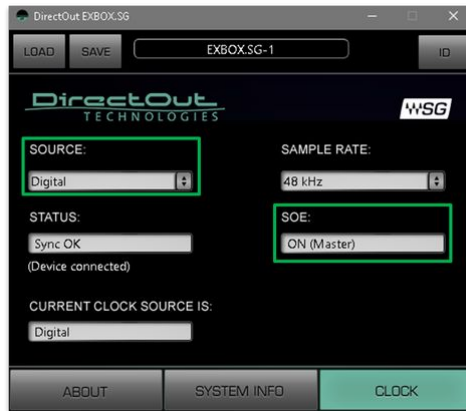 DirectOut EXBOX.SG
LOAD SAVE EXBOX.SG-1 ID
DirectOut
TECHNOLOGIES
SG
SOURCE: SAMPLE RATE:
Digital 48 kHz
STATUS: SOE:
Sync OK ON (Master)
(Device connected)
CURRENT CLOCK SOURCE IS:
Digital
ABOUT SYSTEM INFO CLOCK